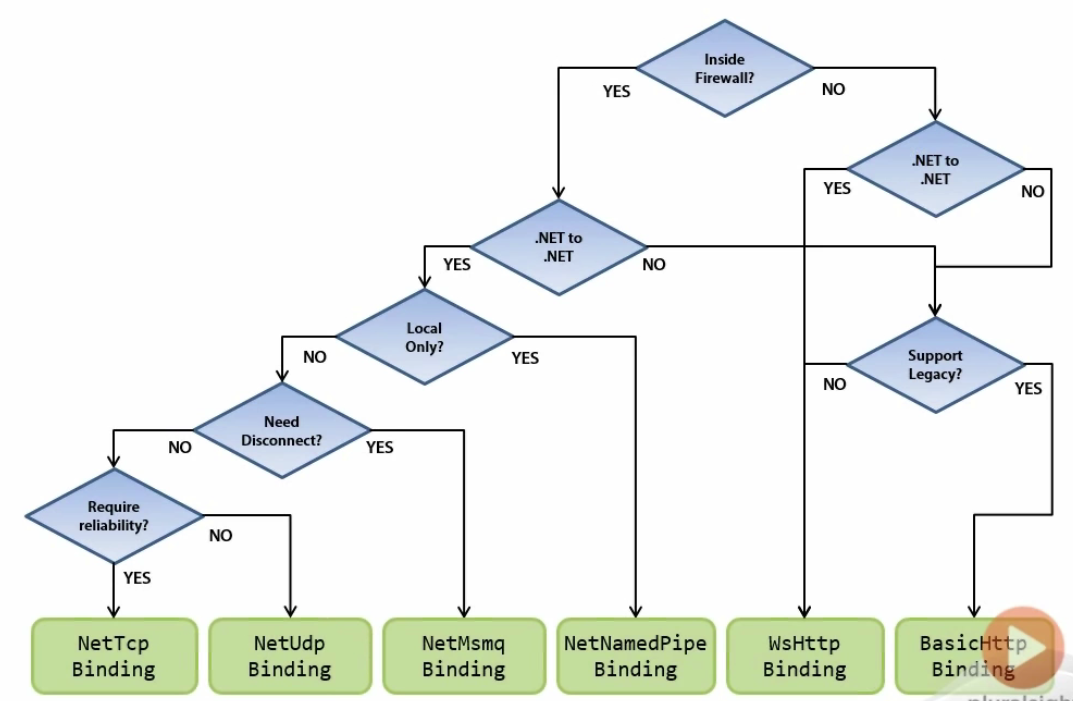 Inside
Firewall?
YES
NO
.NET to
.NET
YES
NO
.NET to
.NET
YES
NO
Local
Only?
NO
YES
Support
Legacy?
NO
YES
Need
Disconnect?
NO
YES
Require
reliability?
NO
YES
NetTcp
Binding
NetUdp
Binding
NetMsmq
Binding
NetNamedPipe
Binding
WsHttp
Binding
BasicHttp
Binding